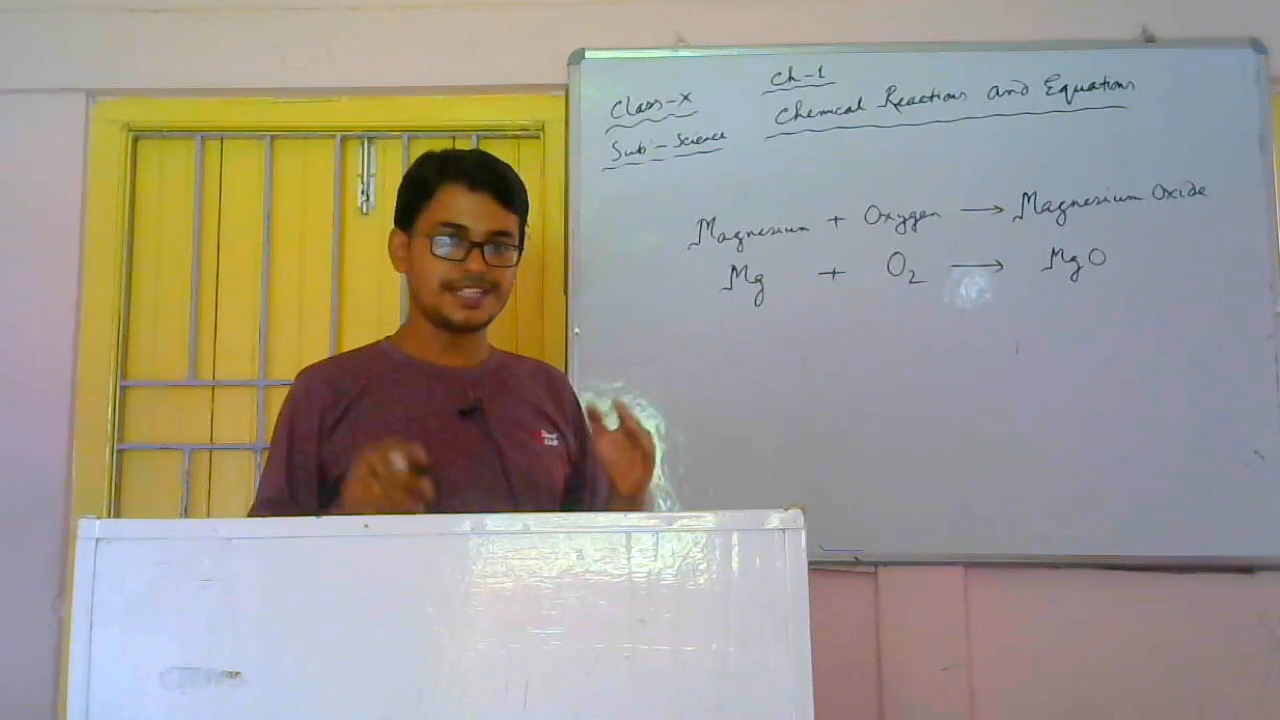 Class-X
Sub:- Science
Ch-1
Chemical Reactions and Equations
Magnesium + Oxygen → Magnesium Oxide
Mg + O₂ → MgO